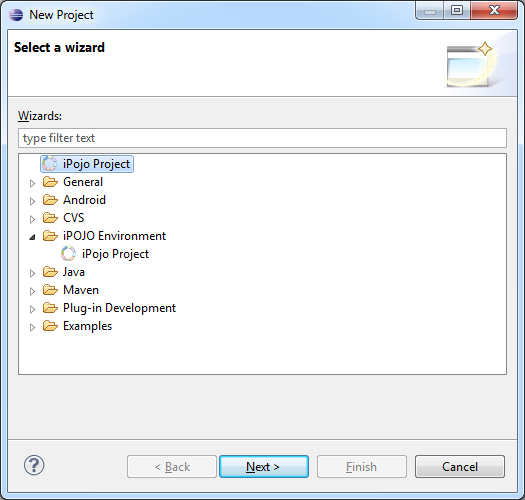 New Project
Select a wizard
Wizards:
type filter text
iPojo Project
General
Android
CVS
iPOJO Environment
iPojo Project
Java
Maven
Plug-in Development
Examples
? < Back Next > Finish Cancel